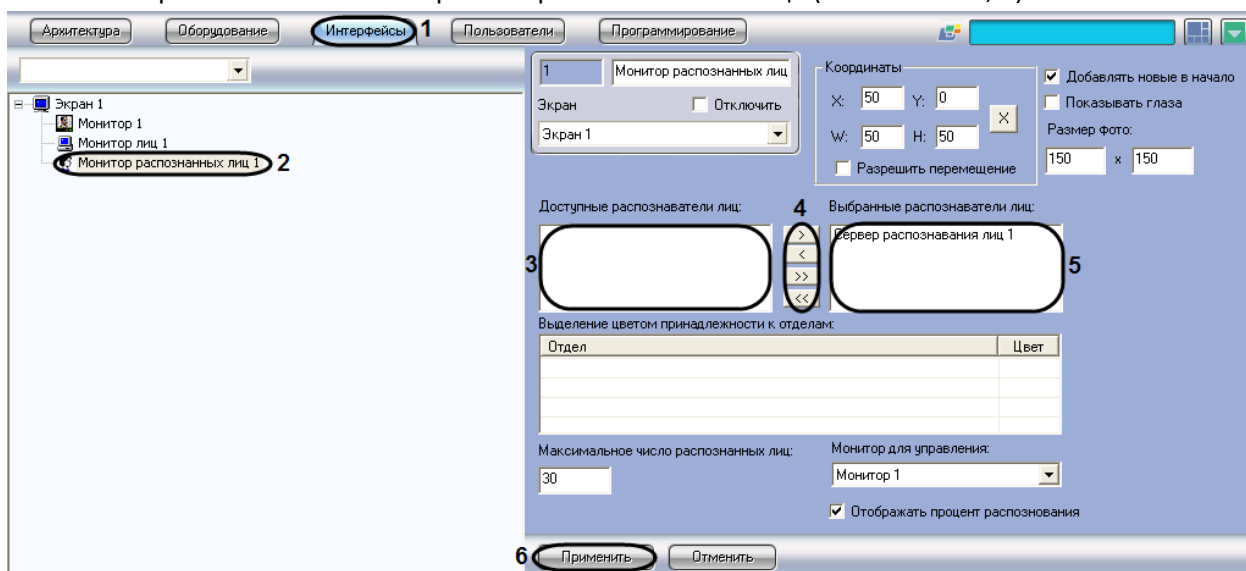 Архитектура Оборудование Интерфейсы 1 Пользователи Программирование
Экран 1
Монитор 1
Монитор лиц 1
Монитор распознанных лиц 1 2
1 Монитор распознанных лиц
Экран Отключить
Экран 1
Координаты
X: 50 Y: 0
X
W: 50 H: 50
Разрешить перемещение
Добавлять новые в начало
Показывать глаза
Размер фото:
150 x 150
Доступные распознаватели лиц: 4 Выбранные распознаватели лиц:
3 > Сервер распознавания лиц 1 5
<
>>
<<
Выделение цветом принадлежности к отделам:
Отдел Цвет
Максимальное число распознанных лиц: Монитор для управления:
30 Монитор 1
Отображать процент распознования
6 Применить Отменить